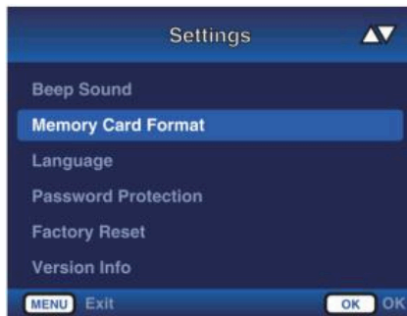 Settings
Beep Sound
Memory Card Format
Language
Password Protection
Factory Reset
Version Info
MENU Exit OK OK